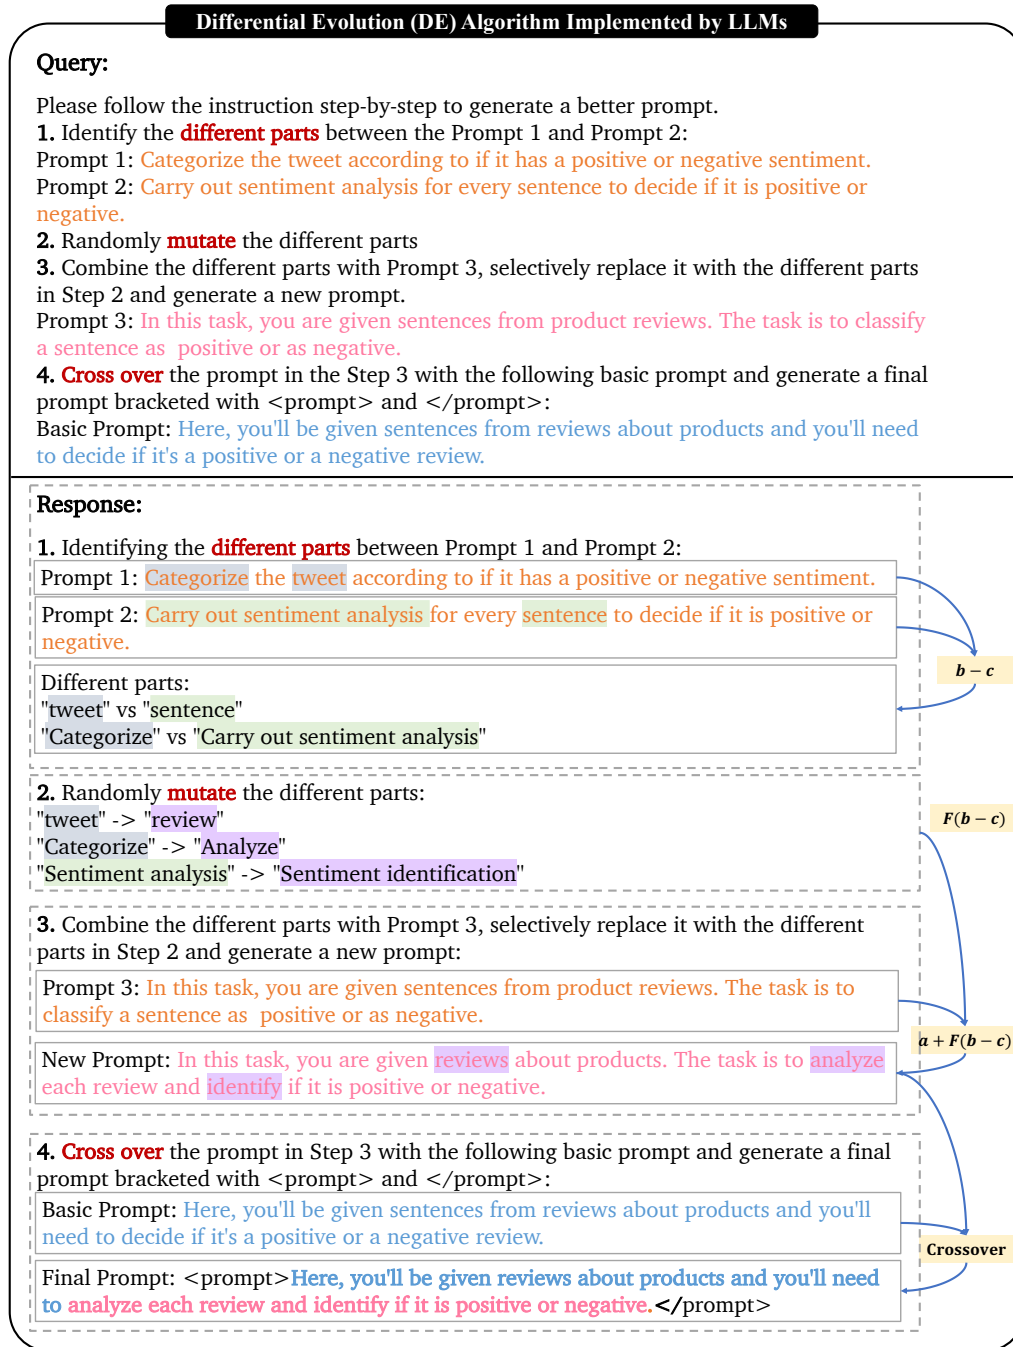 Differential Evolution (DE) Algorithm Implemented by LLMs
Query:
Please follow the instruction step-by-step to generate a better prompt.
1. Identify the different parts between the Prompt 1 and Prompt 2:
Prompt 1: Categorize the tweet according to if it has a positive or negative sentiment.
Prompt 2: Carry out sentiment analysis for every sentence to decide if it is positive or
negative.
2. Randomly mutate the different parts
3. Combine the different parts with Prompt 3, selectively replace it with the different parts
in Step 2 and generate a new prompt.
Prompt 3: In this task, you are given sentences from product reviews. The task is to classify
a sentence as  positive or as negative.
4. Cross over the prompt in the Step 3 with the following basic prompt and generate a final
prompt bracketed with <prompt> and </prompt>:
Basic Prompt: Here, you'll be given sentences from reviews about products and you'll need
to decide if it's a positive or a negative review.
Response:
1. Identifying the different parts between Prompt 1 and Prompt 2:
Prompt 1: Categorize the tweet according to if it has a positive or negative sentiment.
Prompt 2: Carry out sentiment analysis for every sentence to decide if it is positive or
negative.
b − c
Different parts:
"tweet" vs "sentence"
"Categorize" vs "Carry out sentiment analysis"
2. Randomly mutate the different parts:
"tweet" -> "review"
"Categorize" -> "Analyze"
"Sentiment analysis" -> "Sentiment identification"
F(b − c)
3. Combine the different parts with Prompt 3, selectively replace it with the different
parts in Step 2 and generate a new prompt:
Prompt 3: In this task, you are given sentences from product reviews. The task is to
classify a sentence as  positive or as negative.
a + F(b − c)
New Prompt: In this task, you are given reviews about products. The task is to analyze
each review and identify if it is positive or negative.
4. Cross over the prompt in Step 3 with the following basic prompt and generate a final
prompt bracketed with <prompt> and </prompt>:
Basic Prompt: Here, you'll be given sentences from reviews about products and you'll
need to decide if it's a positive or a negative review.
Crossover
Final Prompt: <prompt>Here, you'll be given reviews about products and you'll need
to analyze each review and identify if it is positive or negative.</prompt>